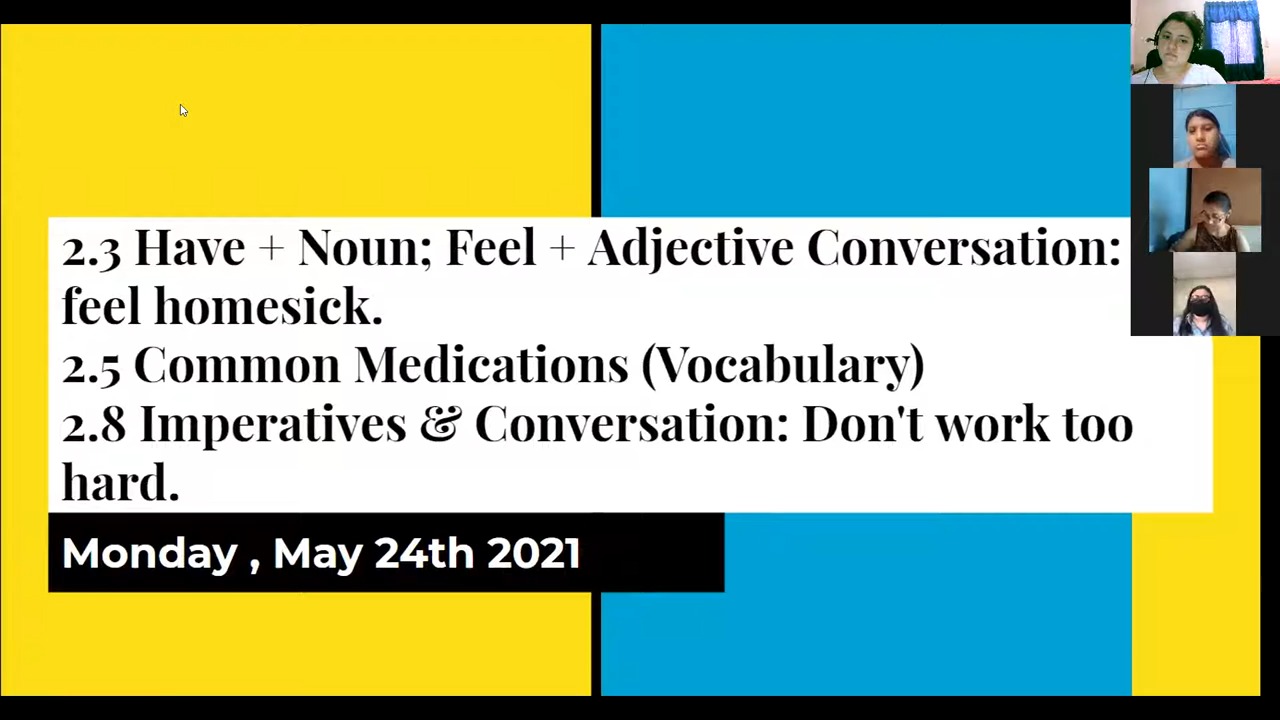 2.3 Have + Noun; Feel + Adjective Conversation:
feel homesick.
2.5 Common Medications (Vocabulary)
2.8 Imperatives & Conversation: Don't work too
hard.
Monday , May 24th 2021